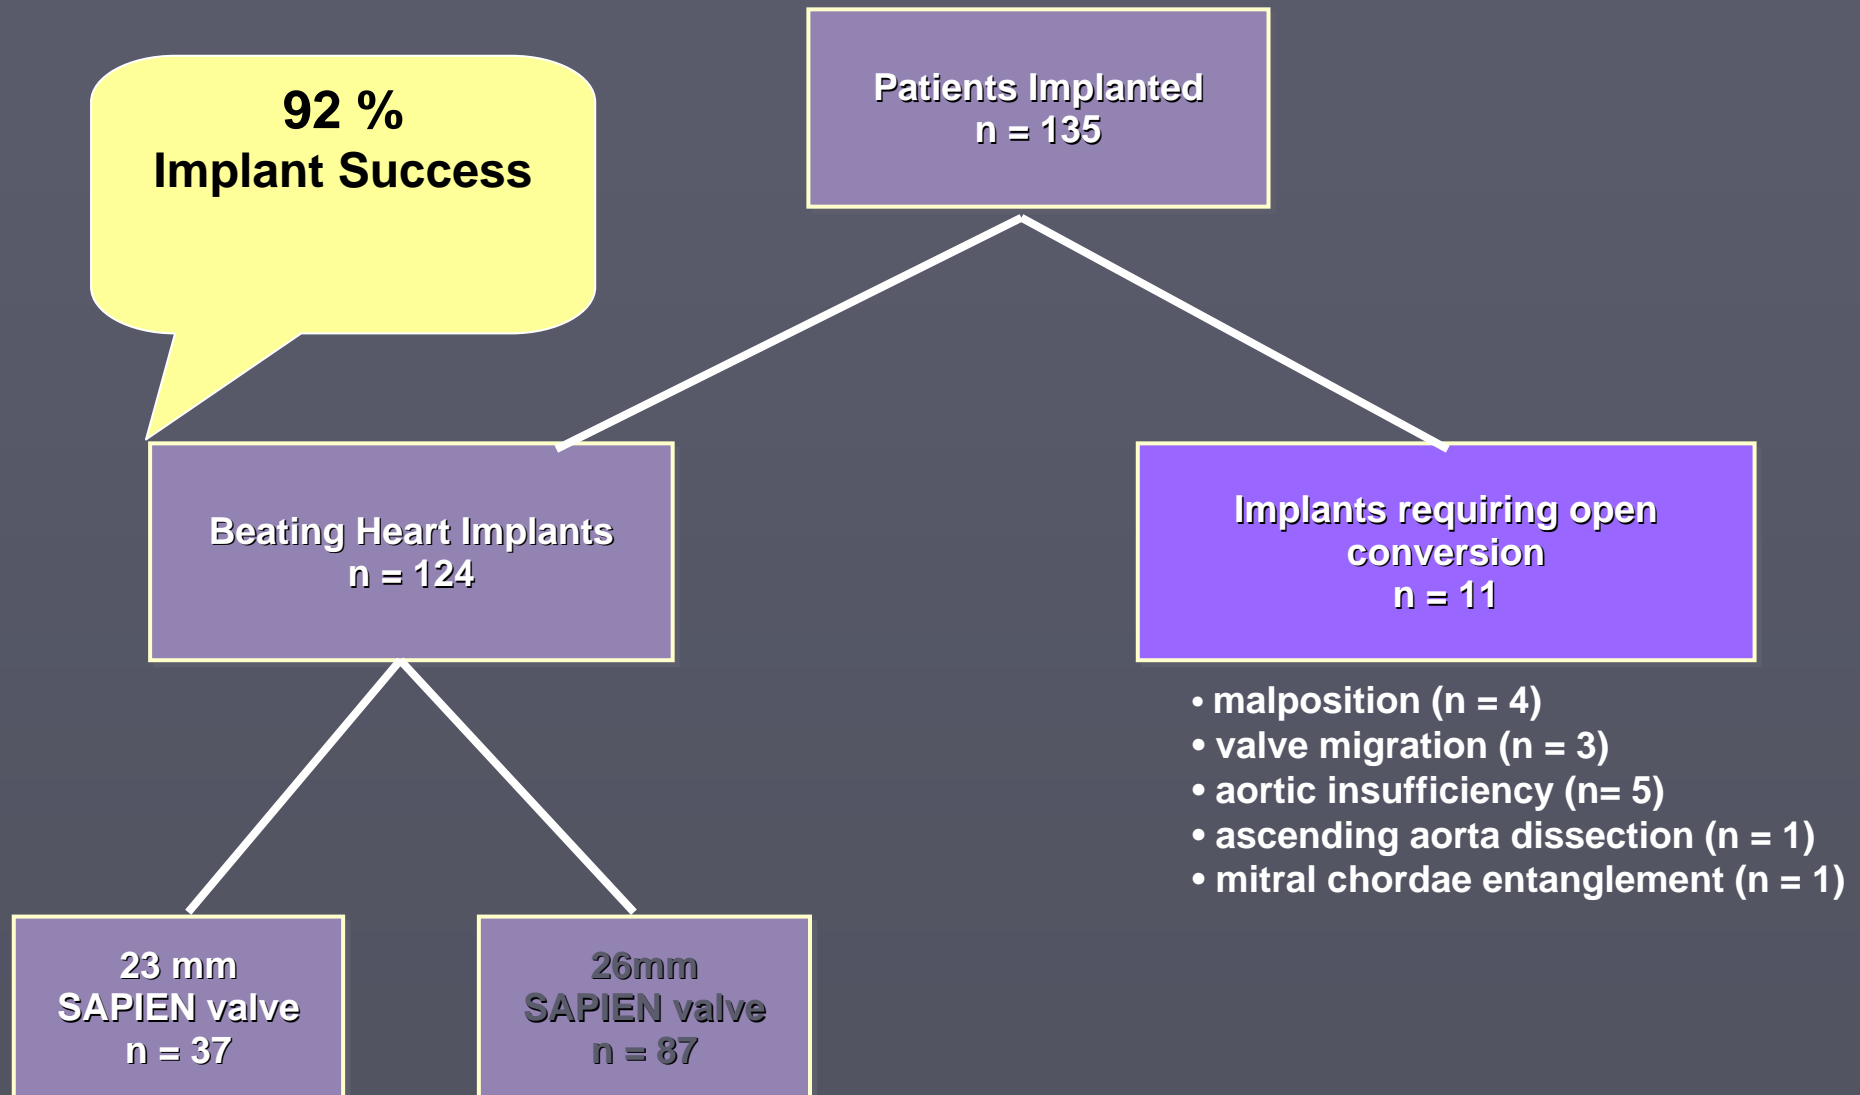 92 %
Implant Success
Patients Implanted
n = 135
Beating Heart Implants
n = 124
Implants requiring open
conversion
n = 11
• malposition (n = 4)
• valve migration (n = 3)
• aortic insufficiency (n= 5)
• ascending aorta dissection (n = 1)
• mitral chordae entanglement (n = 1)
23 mm
SAPIEN valve
n = 37
26mm
SAPIEN valve
n = 87